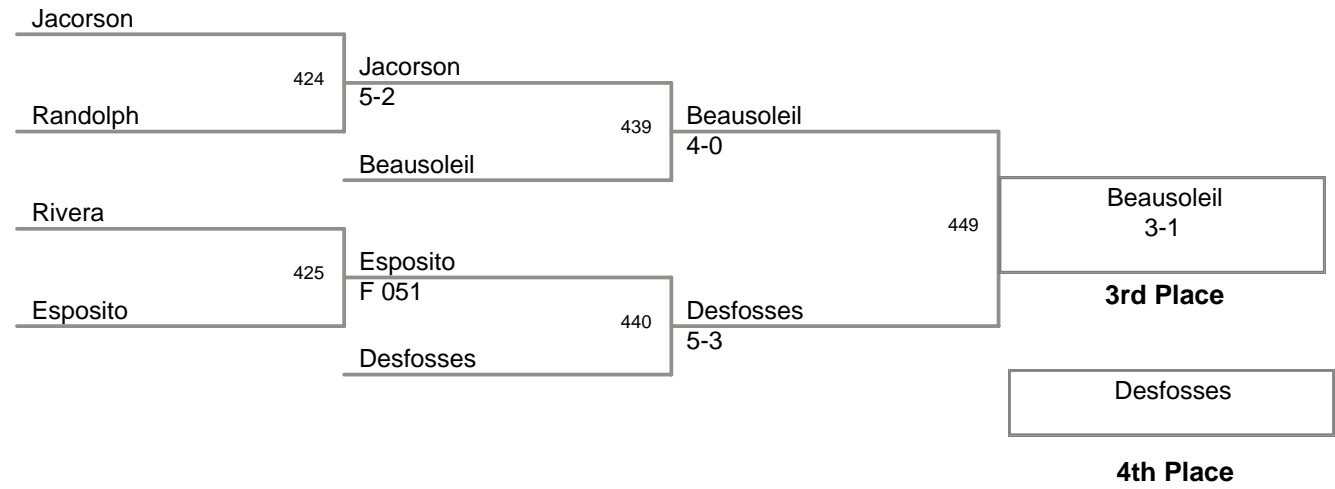 Jacorson
424
Randolph
Jacorson
5-2
439
Beausoleil
Beausoleil
4-0
Rivera
425
Esposito
Esposito
F 051
440
Desfosses
Desfosses
5-3
449
Beausoleil
3-1
3rd Place
Desfosses
4th Place